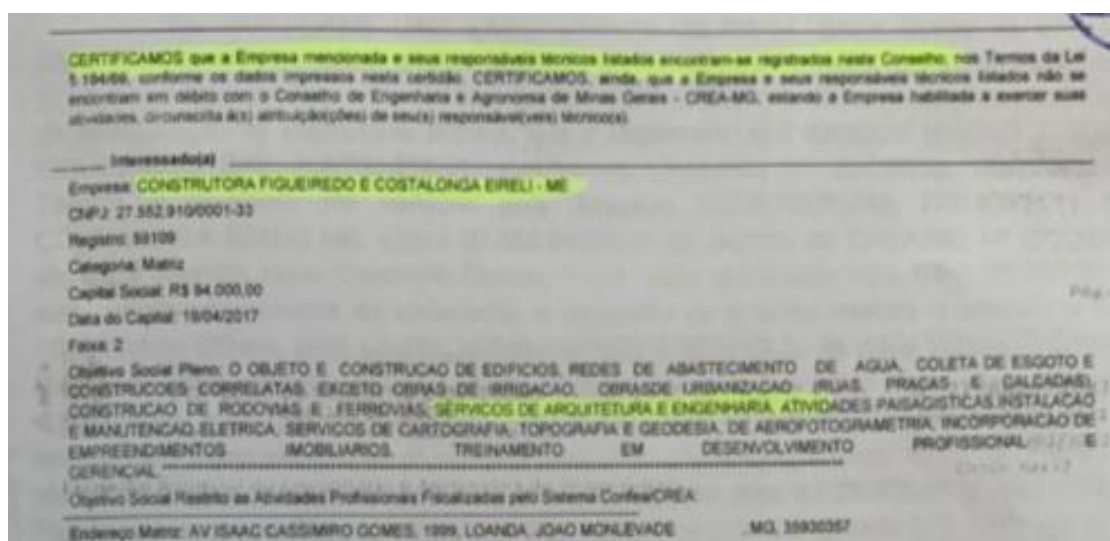 CERTIFICAMOS que a Empresa mencionada e seus responsáveis técnicos listados encontram-se registrados neste Conselho, nos Termos da Lei
5.194/66, conforme os dados impressos nesta certidão. CERTIFICAMOS, ainda, que a Empresa e seus responsáveis técnicos listados não se
encontram em débito com o Conselho de Engenharia e Agronomia de Minas Gerais - CREA-MG, estando a Empresa habilitada a exercer suas
atividades, circunscrita à(s) atribuição(ções) de seu(s) responsável(veis) técnico(s).
Interessado(a)
Empresa: CONSTRUTORA FIGUEIREDO E COSTALONGA EIRELI - ME
CNPJ: 27.552.910/0001-33
Registro: 59109
Categoria: Matriz
Capital Social: R$ 94.000,00
Data do Capital: 18/04/2017
Faixa: 2
Objetivo Social Pleno: O OBJETO E CONSTRUCAO DE EDIFICIOS, REDES DE ABASTECIMENTO DE AGUA, COLETA DE ESGOTO E
CONSTRUCOES CORRELATAS, EXCETO OBRAS DE IRRIGACAO, OBRASDE URBANIZACAO (RUAS, PRACAS E CALCADAS),
CONSTRUCAO DE RODOVIAS E FERROVIAS, SERVICOS DE ARQUITETURA E ENGENHARIA, ATIVIDADES PAISAGISTICAS,INSTALACAO
E MANUTENCAO ELETRICA, SERVICOS DE CARTOGRAFIA, TOPOGRAFIA E GEODESIA, DE AEROFOTOGRAMETRIA, INCORPORACAO DE
EMPREENDIMENTOS IMOBILIARIOS, TREINAMENTO EM DESENVOLVIMENTO PROFISSIONAL E
GERENCIAL
Objetivo Social Restrito as Atividades Profissionais Fiscalizadas pelo Sistema Confea/CREA:
Endereço Matriz: AV ISAAC CASSIMIRO GOMES, 1999, LOANDA, JOAO MONLEVADE MG, 35930357